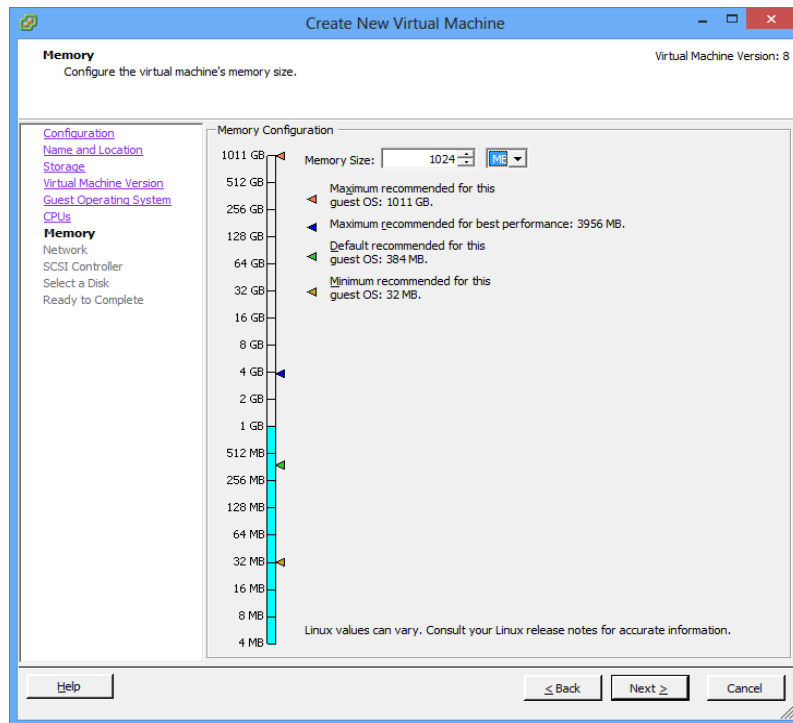 Create New Virtual Machine
Memory
Configure the virtual machine's memory size.
Virtual Machine Version: 8
Configuration
Name and Location
Storage
Virtual Machine Version
Guest Operating System
CPUs
Memory
Network
SCSI Controller
Select a Disk
Ready to Complete
Memory Configuration
1011 GB
512 GB
256 GB
128 GB
64 GB
32 GB
16 GB
8 GB
4 GB
2 GB
1 GB
512 MB
256 MB
128 MB
64 MB
32 MB
16 MB
8 MB
4 MB
Memory Size: 1024 MB
Maximum recommended for this
guest OS: 1011 GB.
Maximum recommended for best performance: 3956 MB.
Default recommended for this
guest OS: 384 MB.
Minimum recommended for this
guest OS: 32 MB.
Linux values can vary. Consult your Linux release notes for accurate information.
Help
≤ Back
Next ≥
Cancel